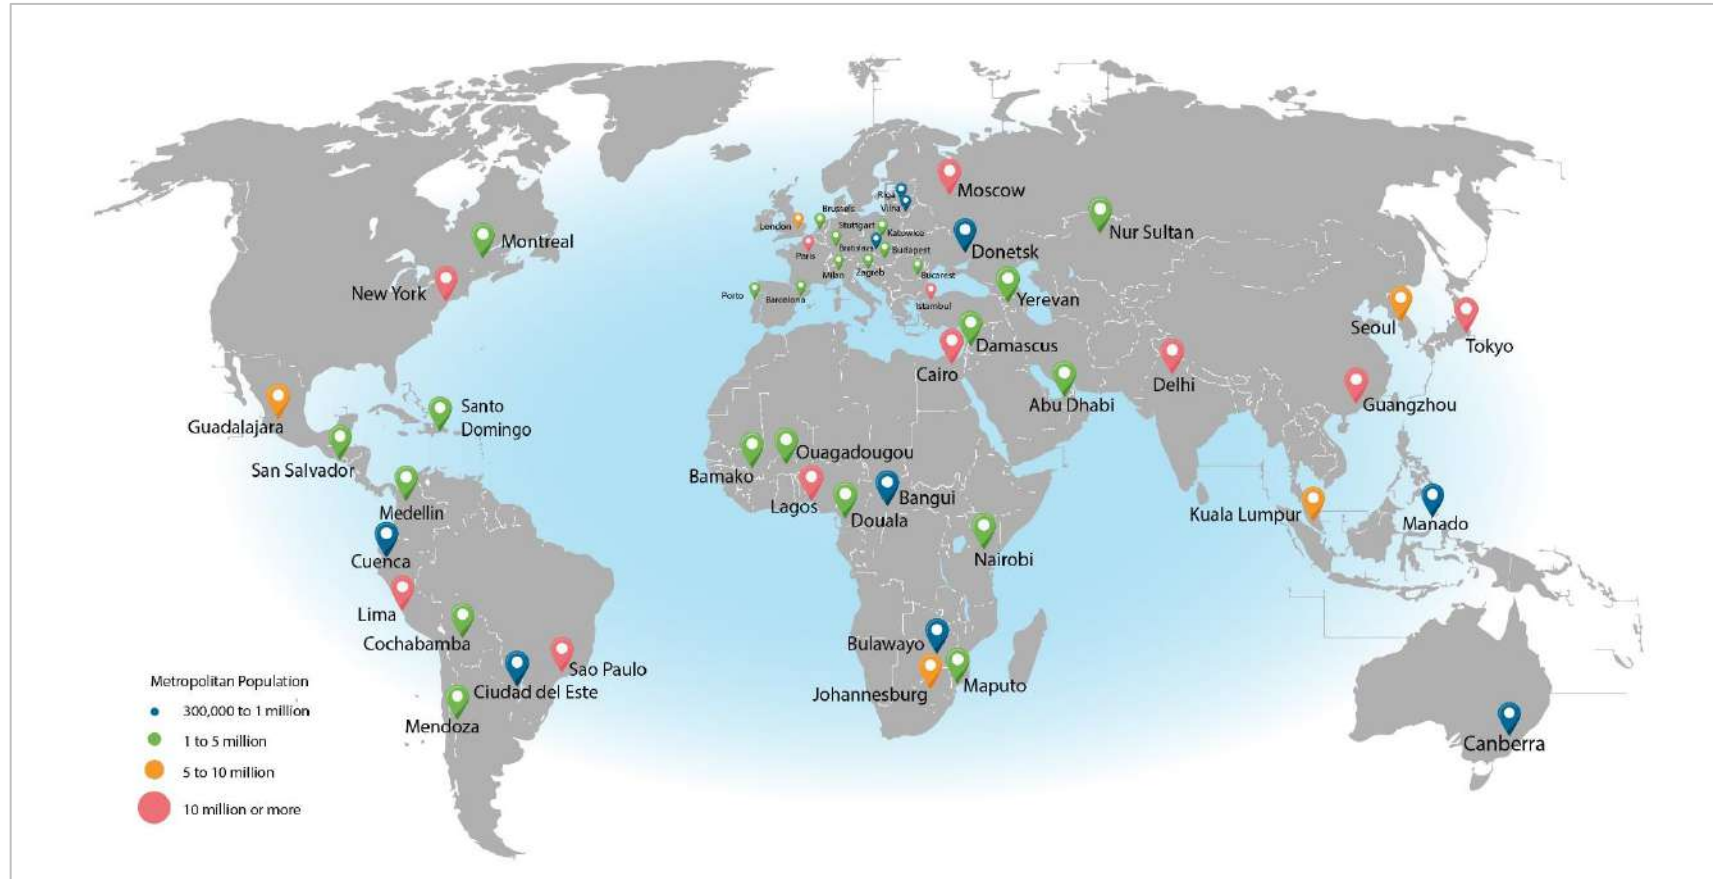 Moscow
Riga
Vilna
Brussels
London
Stuttgart
Katowice
Nur Sultan
Montreal
Donetsk
Bratislava
Budapest
Paris
Milan
Zagreb
Bucarest
New York
Porto
Barcelona
Istambul
Yerevan
Seoul
Tokyo
Damascus
Cairo
Delhi
Abu Dhabi
Guangzhou
Santo
Domingo
Guadalajara
San Salvador
Ouagadougou
Bamako
Lagos
Bangui
Douala
Medellin
Kuala Lumpur
Manado
Cuenca
Nairobi
Lima
Cochabamba
Bulawayo
Sao Paulo
Ciudad del Este
Johannesburg
Maputo
Mendoza
Canberra
Metropolitan Population
300,000 to 1 million
1 to 5 million
5 to 10 million
10 million or more